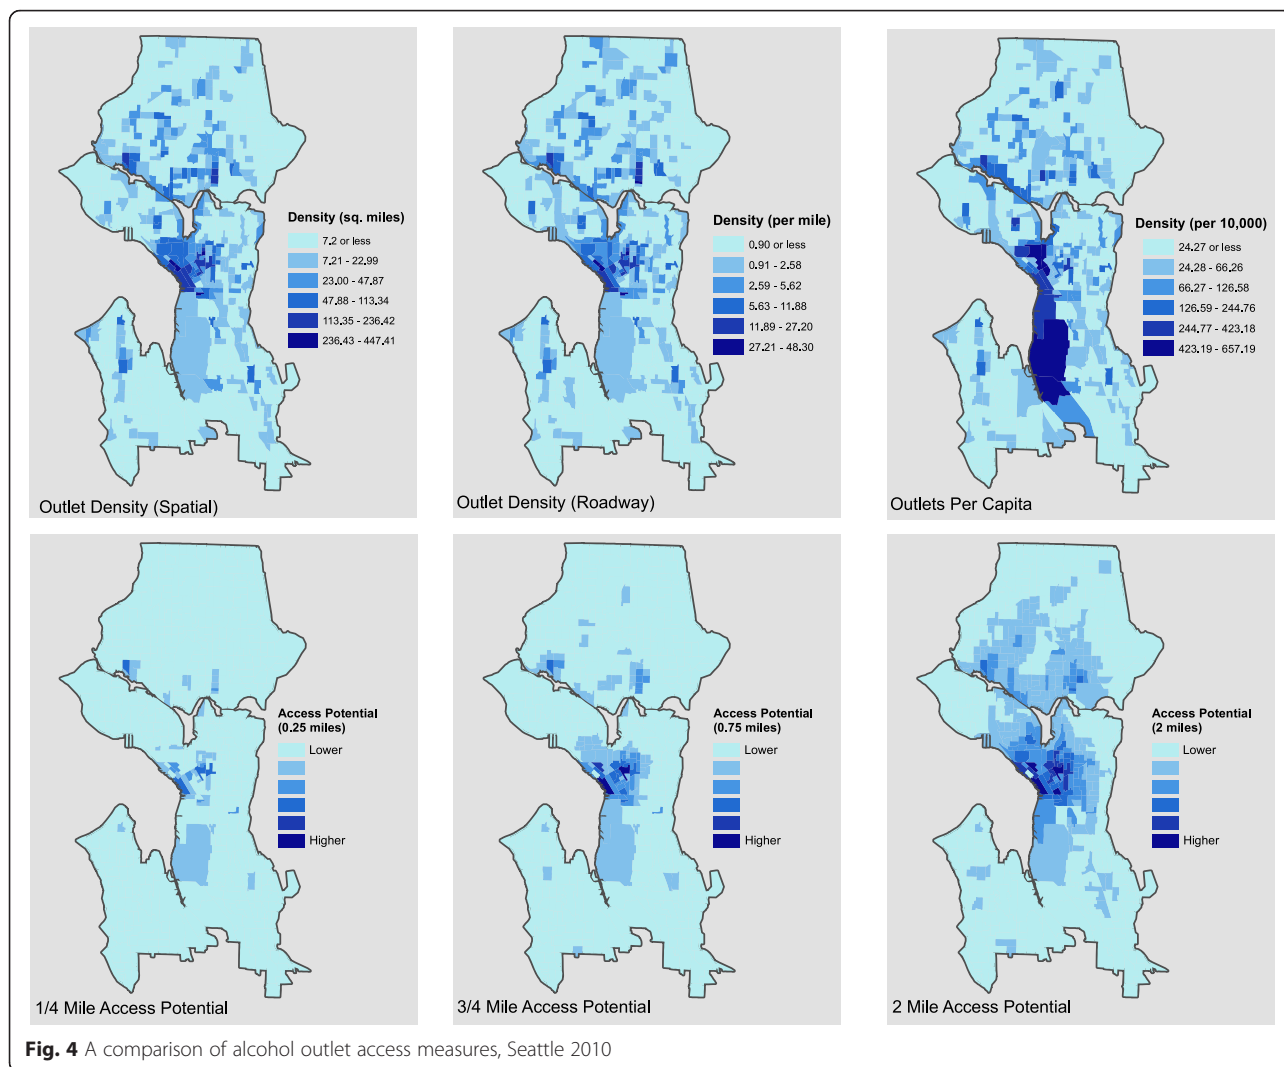 Density (sq. miles)
7.2 or less
7.21 - 22.99
23.00 - 47.87
47.88 - 113.34
113.35 - 236.42
236.43 - 447.41
Outlet Density (Spatial)
Density (per mile)
0.90 or less
0.91 - 2.58
2.59 - 5.62
5.63 - 11.88
11.89 - 27.20
27.21 - 48.30
Outlet Density (Roadway)
Density (per 10,000)
24.27 or less
24.28 - 66.26
66.27 - 126.58
126.59 - 244.76
244.77 - 423.18
423.19 - 657.19
Outlets Per Capita
Access Potential
(0.25 miles)
Lower
Higher
1/4 Mile Access Potential
Access Potential
(0.75 miles)
Lower
Higher
3/4 Mile Access Potential
Access Potential
(2 miles)
Lower
Higher
2 Mile Access Potential
Fig. 4 A comparison of alcohol outlet access measures, Seattle 2010